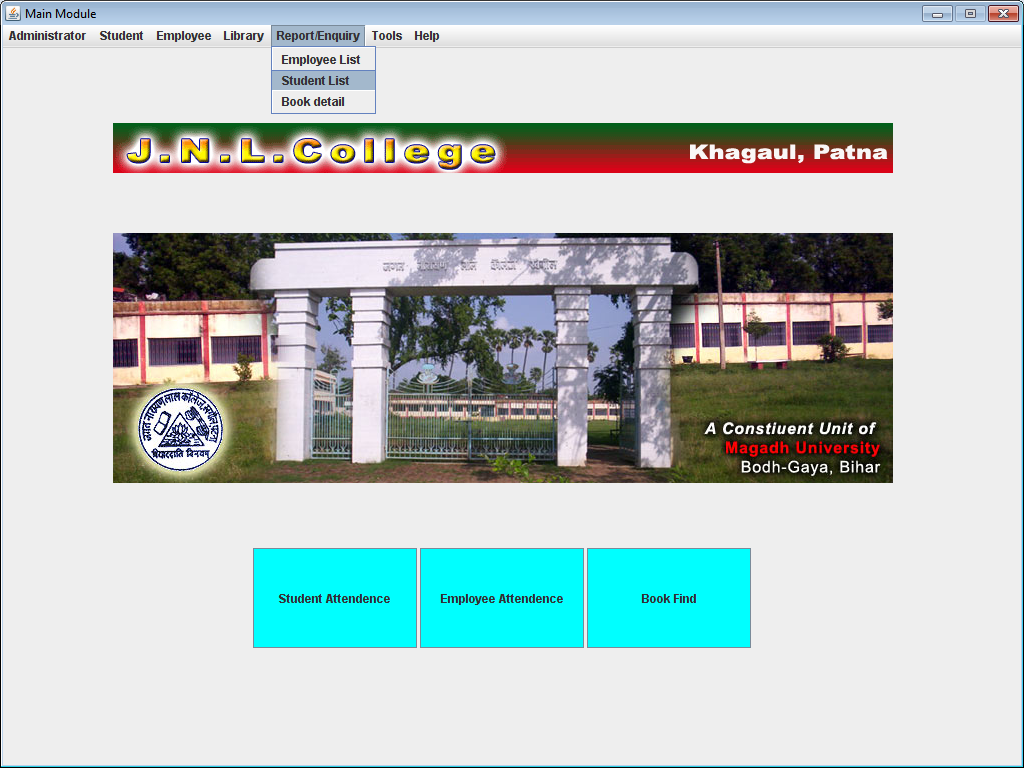 Main Module
Administrator Student Employee Library Report/Enquiry Tools Help
Employee List
Student List
Book detail
J.N.L.College
Khagaul, Patna
A Constiuent Unit of
Magadh University
Bodh-Gaya, Bihar
Student Attendence
Employee Attendence
Book Find